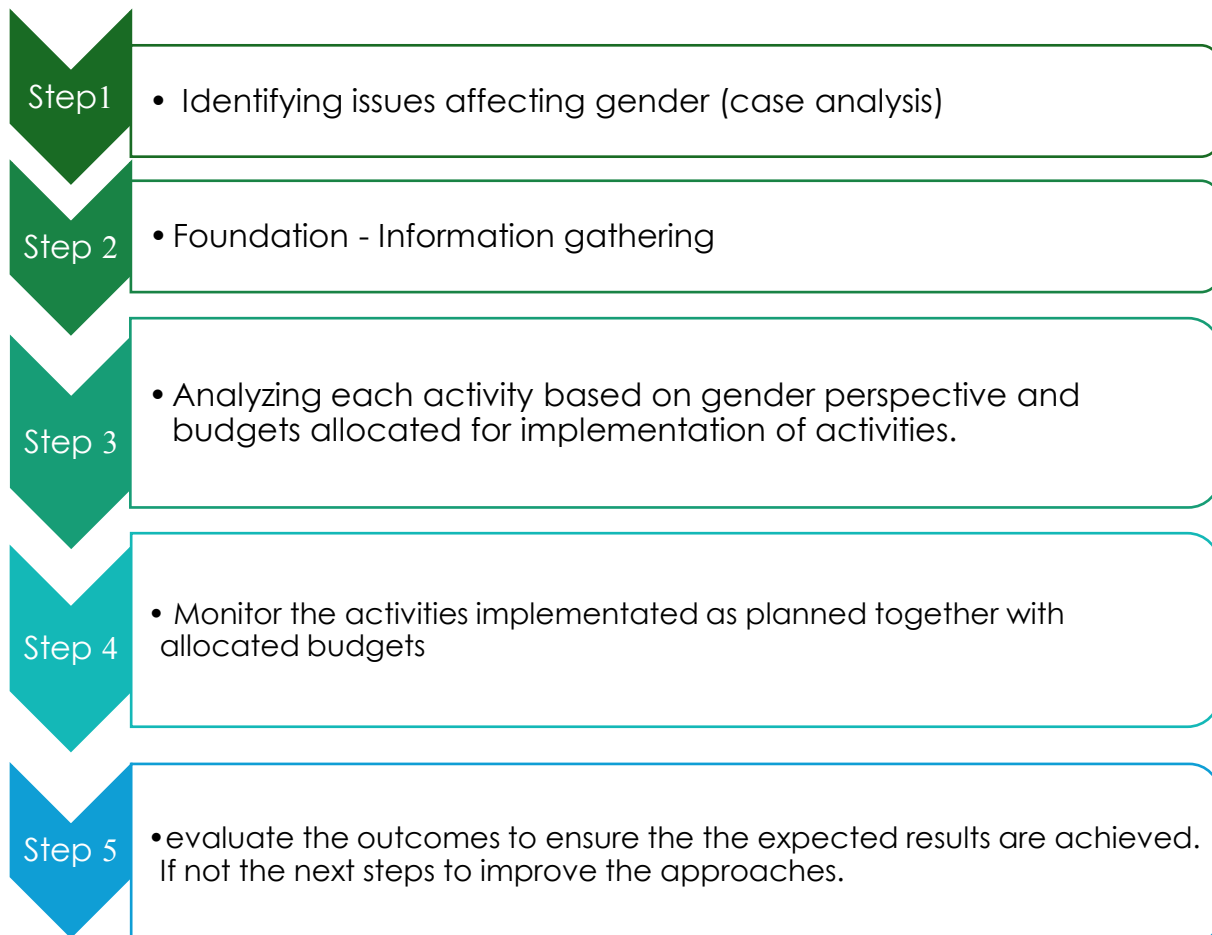 Step1
• Identifying issues affecting gender (case analysis)
Step 2
• Foundation - Information gathering
Step 3
• Analyzing each activity based on gender perspective and
budgets allocated for implementation of activities.
Step 4
• Monitor the activities implementated as planned together with
allocated budgets
Step 5
•evaluate the outcomes to ensure the the expected results are achieved.
If not the next steps to improve the approaches.